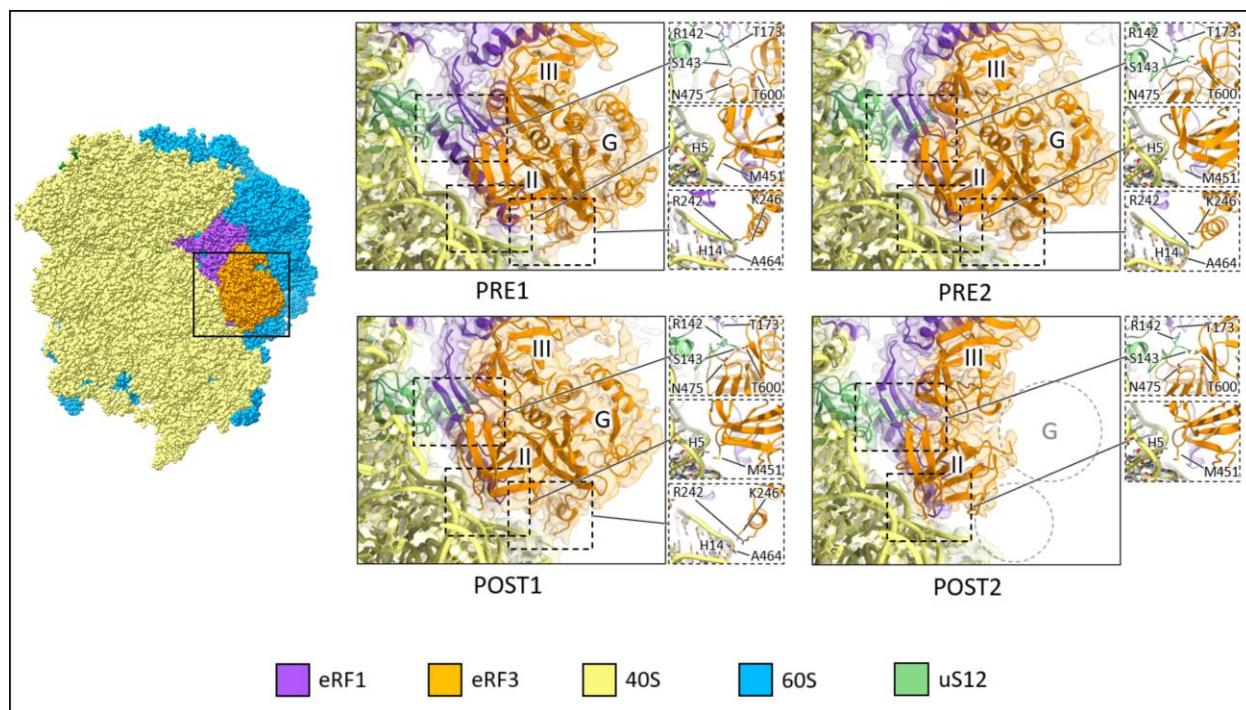 III
G
II
R142
T173
S143
N475
T600
H5
M451
R242
K246
H14
A464
PRE1
III
G
II
R142
T173
S143
N475
T600
H5
M451
R242
K246
H14
A464
PRE2
III
G
II
R142
T173
S143
N475
T600
H5
M451
R242
K246
H14
A464
POST1
III
G
II
R142
T173
S143
N475
T600
H5
M451
POST2
eRF1 eRF3 40S 60S uS12